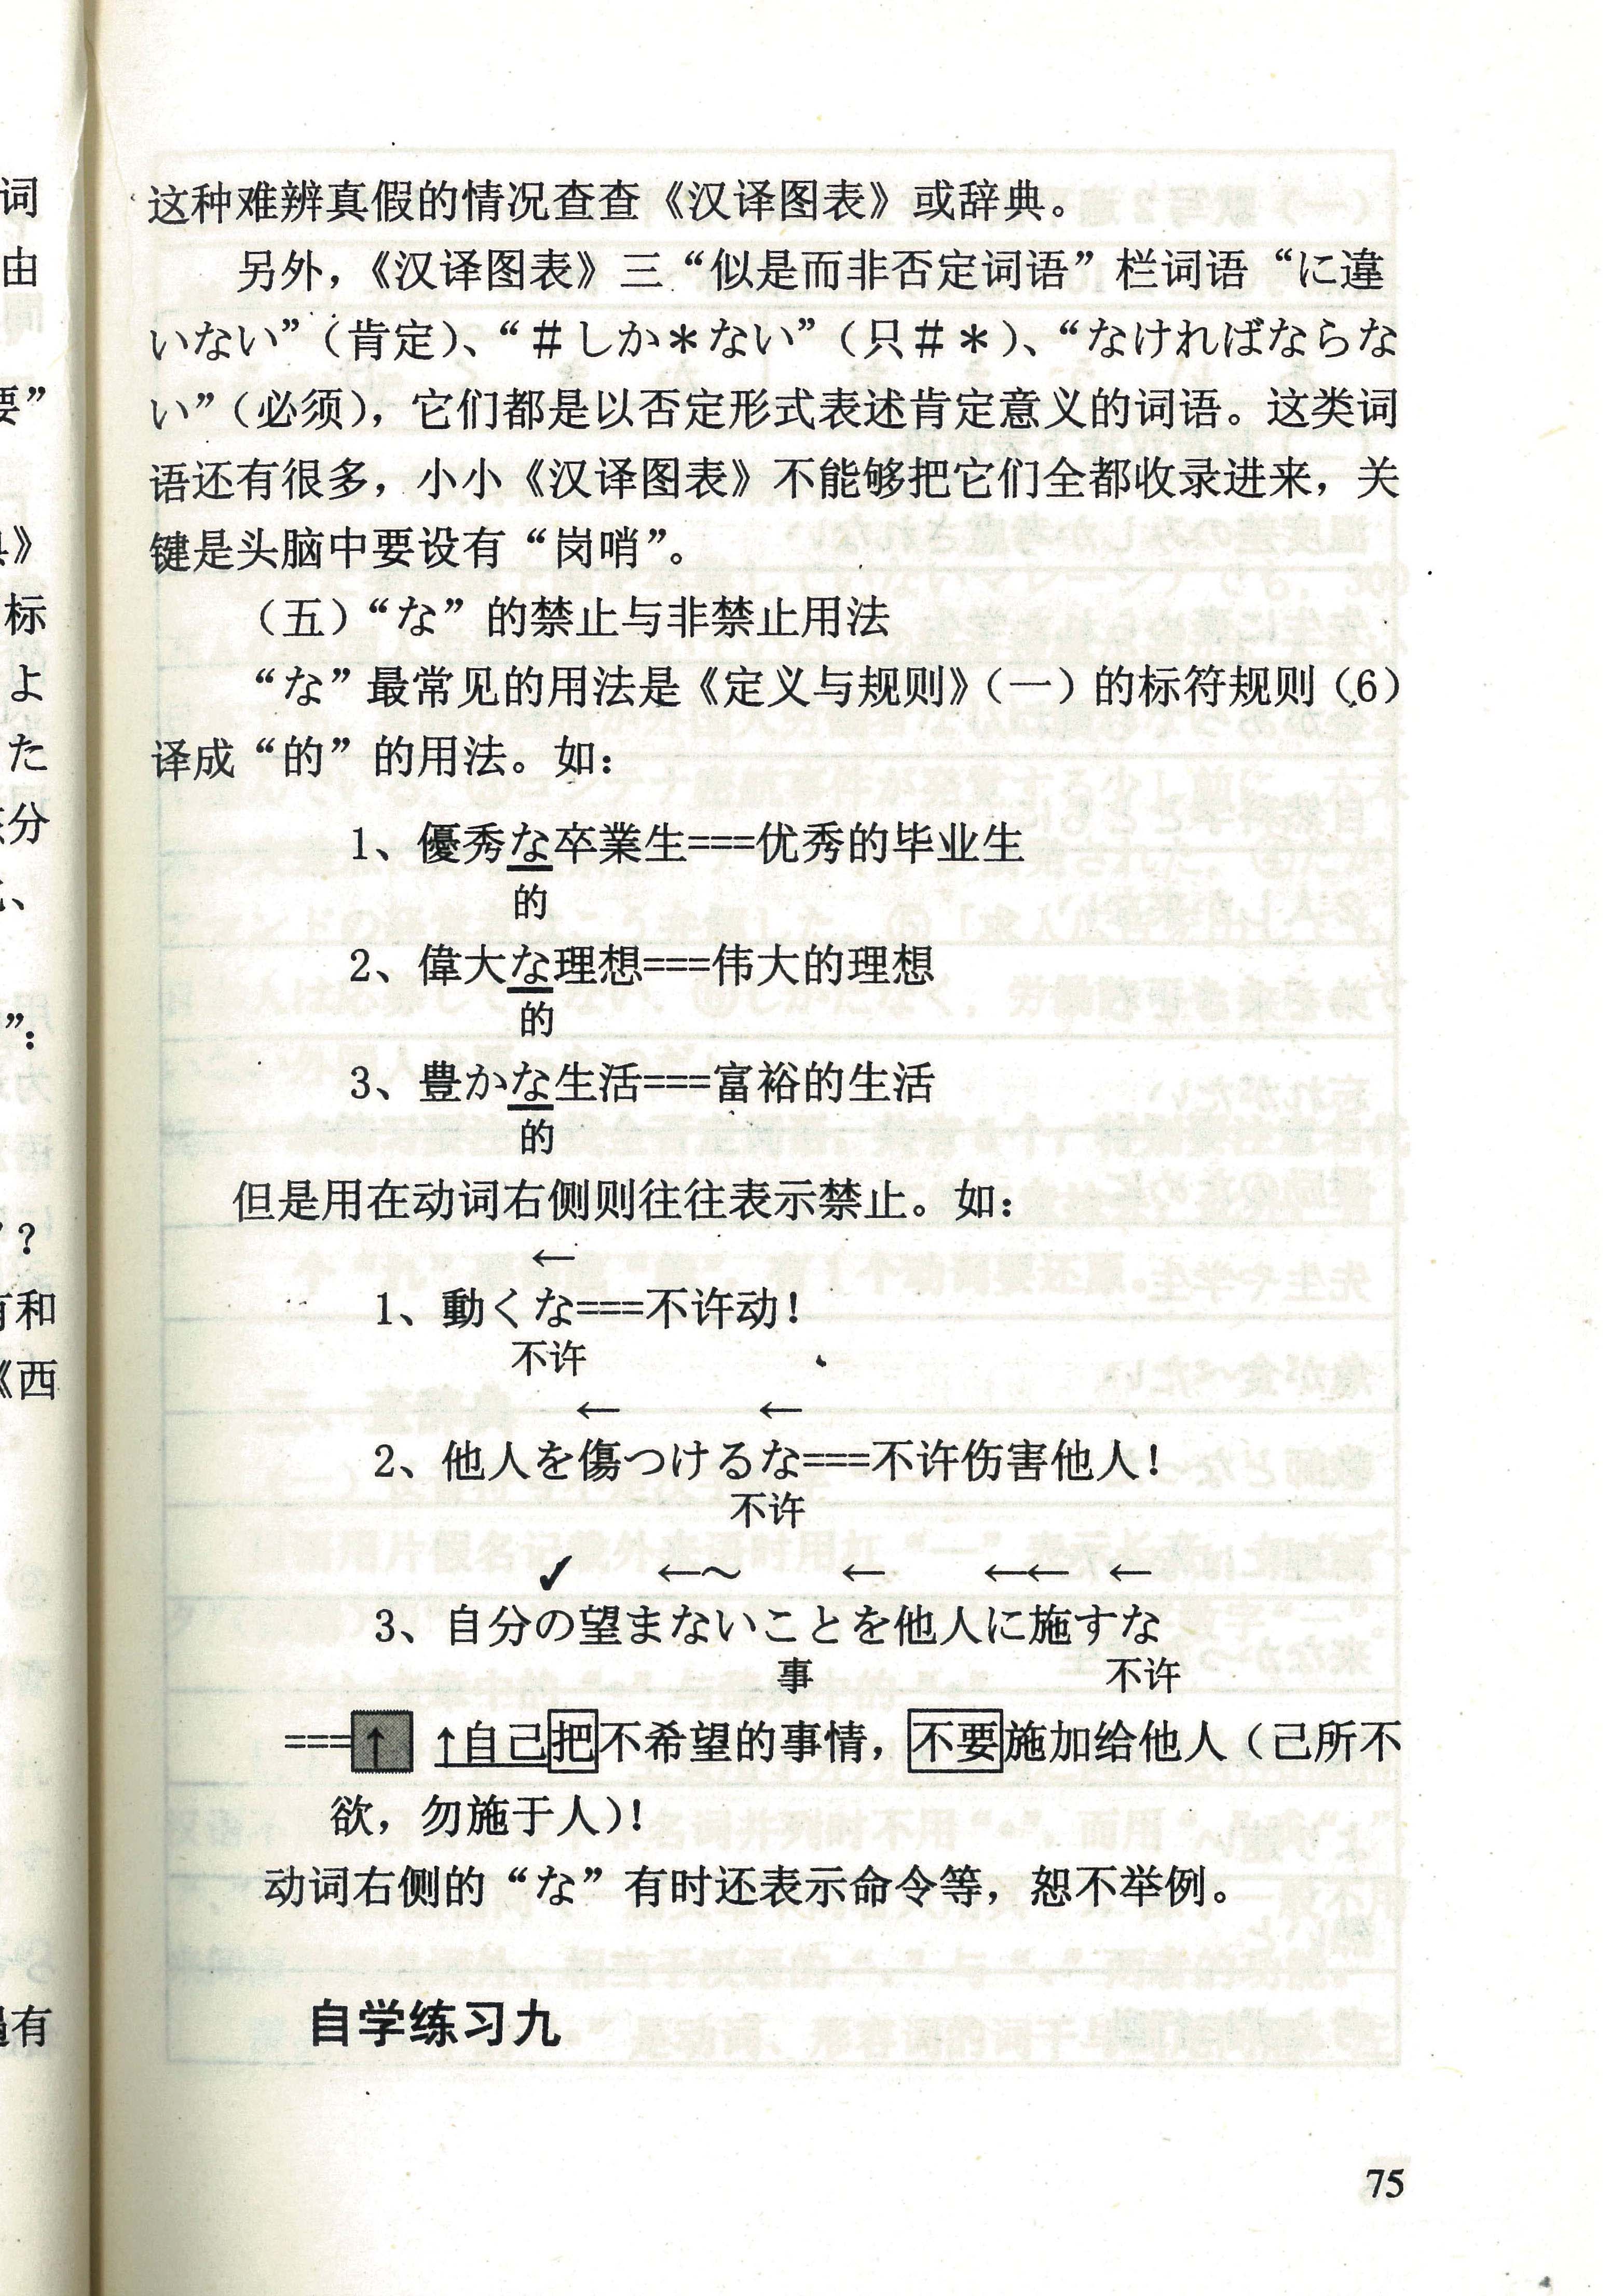 这种难辨真假的情况查查《汉译图表》或辞典。
另外，《汉译图表》三“似是而非否定词语”栏词语“に違
いない”（肯定）、“＃しか＊ない”（只＃＊）、“なければならな
い”（必须），它们都是以否定形式表述肯定意义的词语。这类词
语还有很多，小小《汉译图表》不能够把它们全都收录进来，关
键是头脑中要设有“岗哨”。
（五）“な”的禁止与非禁止用法
“な”最常见的用法是《定义与规则》（一）的标符规则（6）
译成“的”的用法。如：
1、優秀な卒業生===优秀的毕业生
的
2、偉大な理想===伟大的理想
的
3、豊かな生活===富裕的生活
的
但是用在动词右侧则往往表示禁止。如：
←
1、動くな===不许动！
不许
← ←
2、他人を傷つけるな===不许伤害他人！
不许
✓ ←～ ← ←← ←
3、自分の望まないことを他人に施すな
事 不许
===↑ ↑自己把不希望的事情，不要施加给他人（己所不
欲，勿施于人）！
动词右侧的“な”有时还表示命令等，恕不举例。
自学练习九
75
词
由
要”
》
标
よ
た
分
、
”：
？
和
《西
有